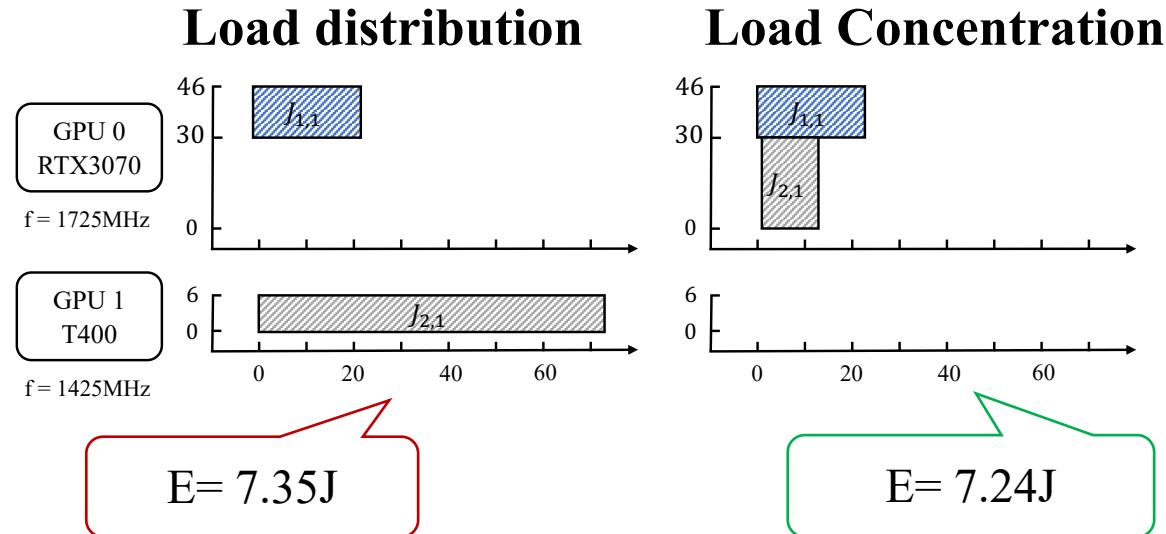 Load distribution
46
30
0
J1,1
GPU 0
RTX3070
f = 1725MHz
6
0
J2,1
GPU 1
T400
f = 1425MHz
0 20 40 60
E= 7.35J
Load Concentration
46
30
0
J1,1
J2,1
6
0
0 20 40 60
E= 7.24J